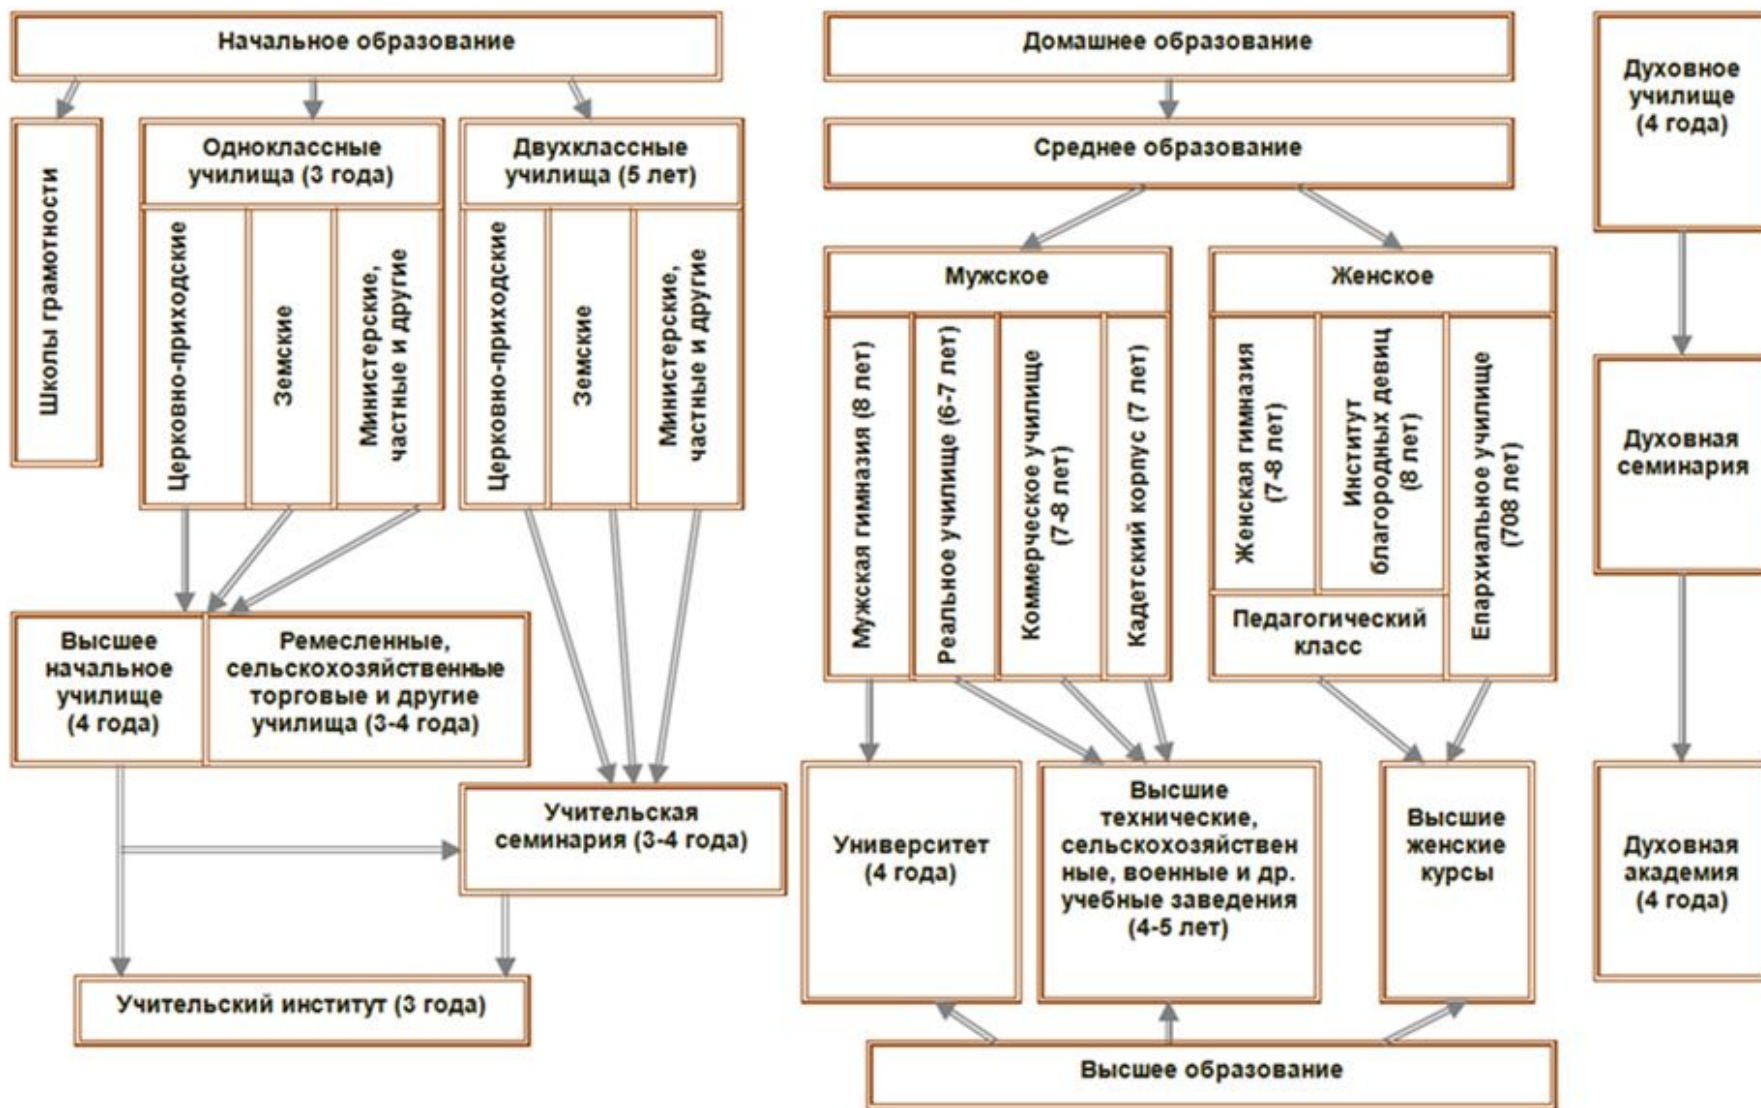 Начальное образование
Школы грамотности
Одноклассные
училища (3 года)
Церковно-приходские
Земские
Министерские,
частные и другие
Двухклассные
училища (5 лет)
Церковно-приходские
Земские
Министерские,
частные и другие
Высшее
начальное
училище
(4 года)
Ремесленные,
сельскохозяйственные
торговые и другие
училища (3-4 года)
Учительская
семинария (3-4 года)
Учительский институт (3 года)
Домашнее образование
Среднее образование
Мужское
Мужская гимназия (8 лет)
Реальное училище (6-7 лет)
Коммерческое училище
(7-8 лет)
Кадетский корпус (7 лет)
Женское
Женская гимназия
(7-8 лет)
Институт
благородных девиц
(8 лет)
Педагогический
класс
Епархиальное училище
(708 лет)
Университет
(4 года)
Высшие
технические,
сельскохозяйствен
ные, военные и др.
учебные заведения
(4-5 лет)
Высшие
женские
курсы
Высшее образование
Духовное
училище
(4 года)
Духовная
семинария
Духовная
академия
(4 года)